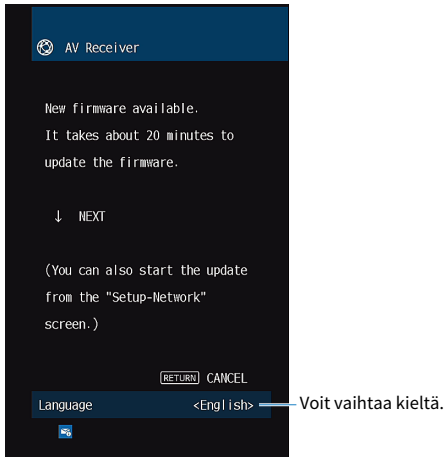 AV Receiver
New firmware available.
It takes about 20 minutes to
update the firmware.
↓ NEXT
(You can also start the update
from the "Setup-Network"
screen.)
RETURN CANCEL
Language <English>
Voit vaihtaa kieltä.